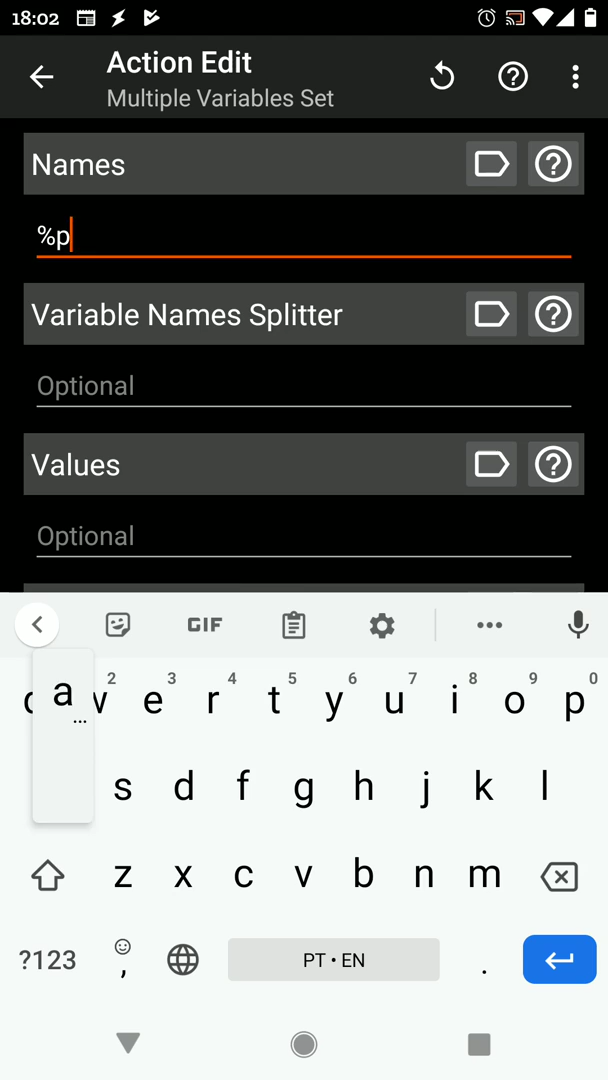 18:02
Action Edit
Multiple Variables Set
Names
%p
Variable Names Splitter
Optional
Values
Optional
GIF
a...
2 3 4 5 6 7 8 9 0
e r t y u i o p
s d f g h j k l
z x c v b n m
?123 , PT • EN .